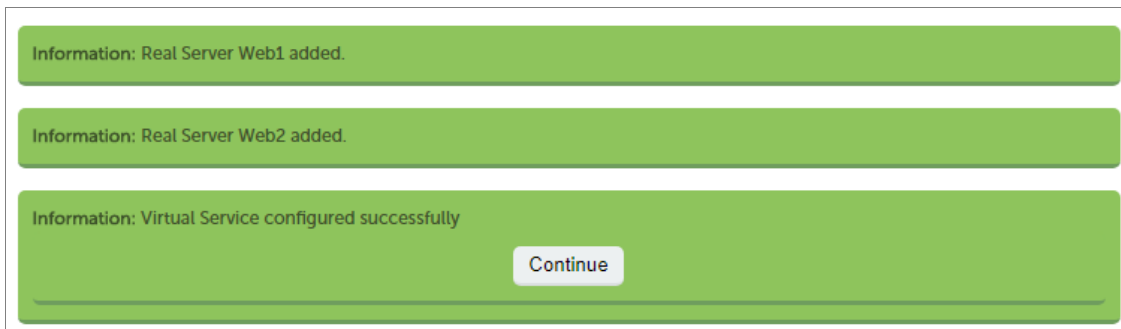 Information: Real Server Web1 added.
Information: Real Server Web2 added.
Information: Virtual Service configured successfully
Continue